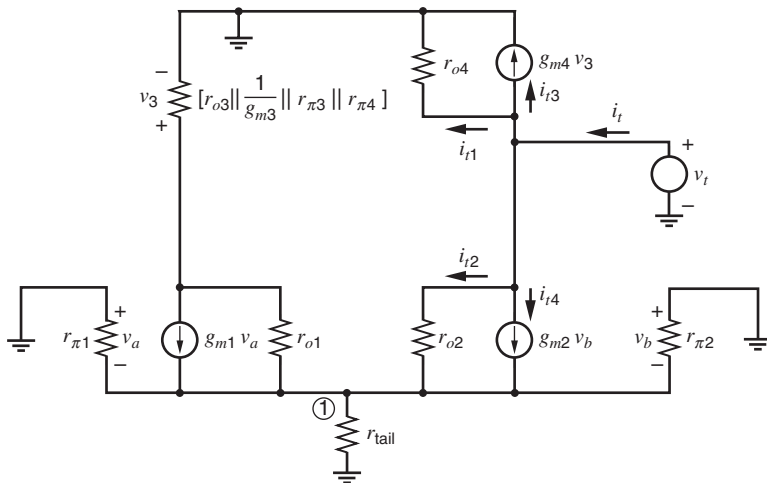 −
v3
+
[ro3 || 1/gm3 || rπ3 || rπ4 ]
ro4
gm4 v3
it3
it1
it
+
vt
−
it2
it4
rπ1
+
va
−
gm1 va
ro1
ro2
gm2 vb
+
vb
−
rπ2
①
rtail